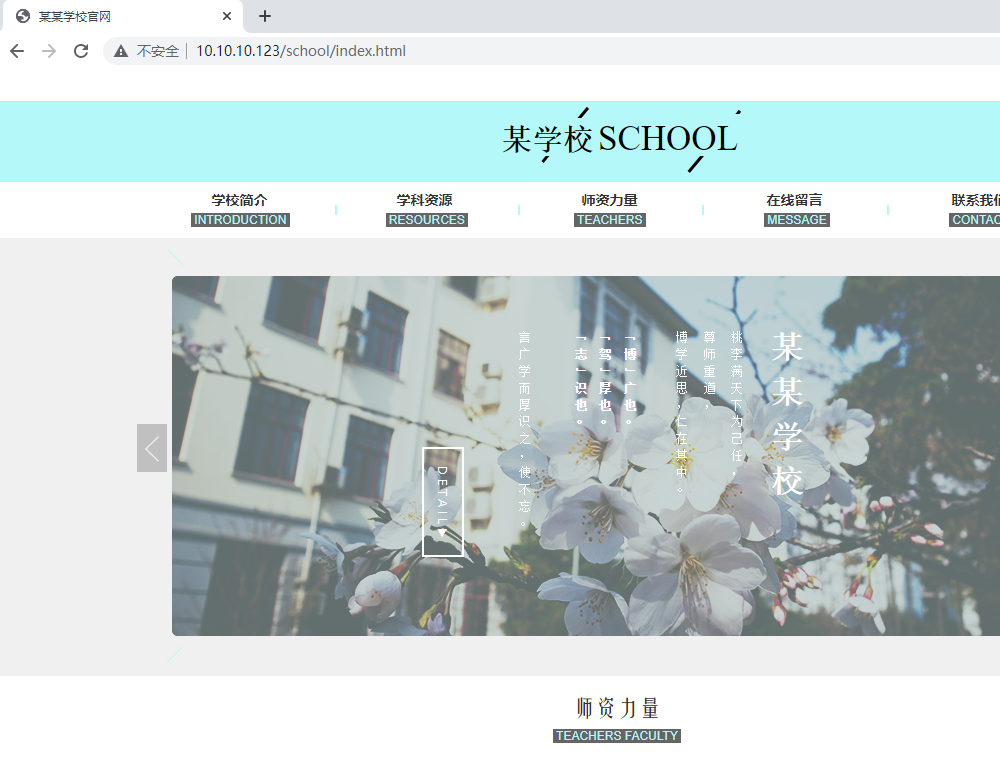 某某学校官网
不安全 10.10.10.123/school/index.html
某学校 SCHOOL
学校简介
INTRODUCTION
学科资源
RESOURCES
师资力量
TEACHERS
在线留言
MESSAGE
联系我们
CONTAC
某某学校
桃李满天下为己任，
尊师重道，
博学近思，仁在其中。
「博」广也。
「驾」厚也。
「志」识也。
言广学而厚识之，使不忘。
DETAIL
师资力量
TEACHERS FACULTY